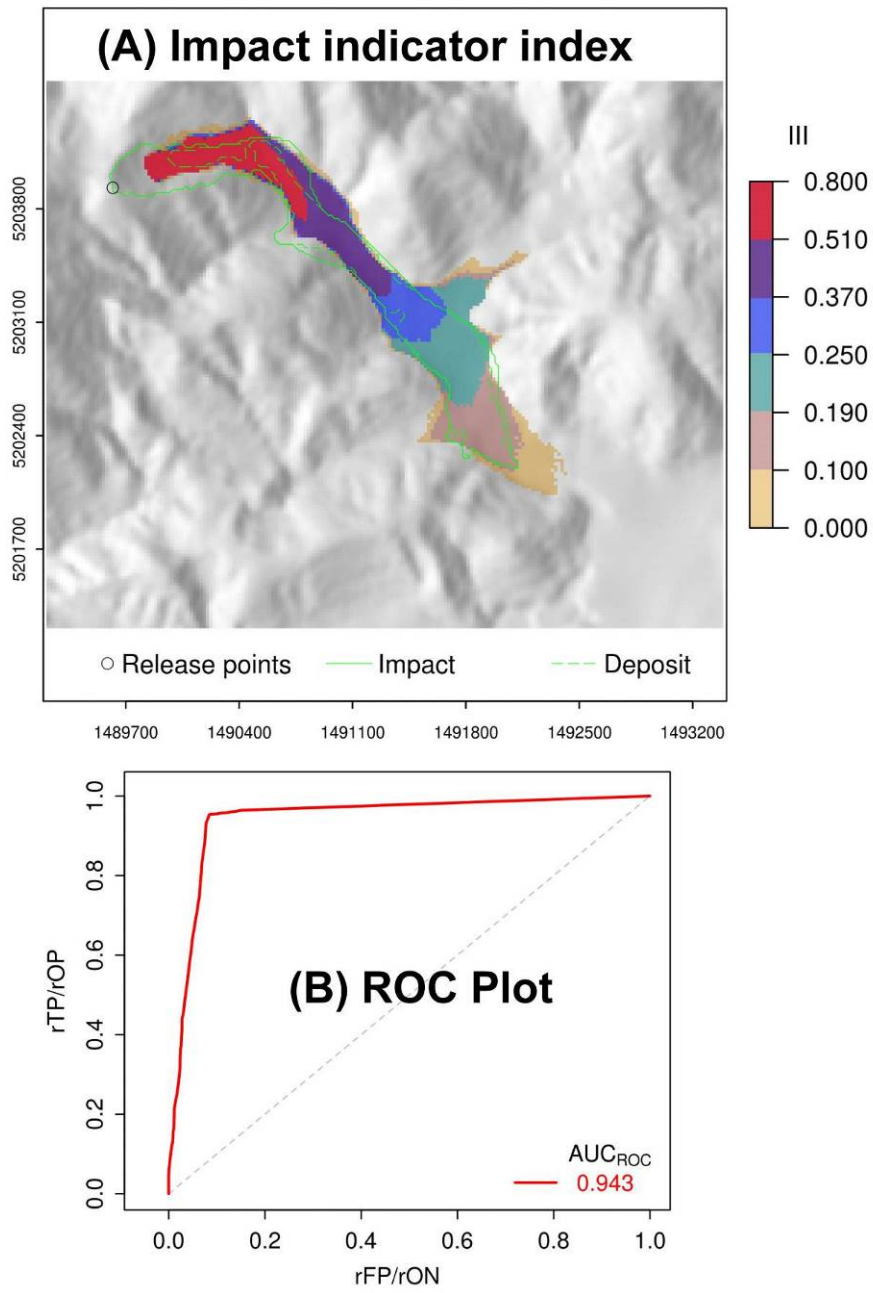 (A) Impact indicator index
III
0.800
0.510
0.370
0.250
0.190
0.100
0.000
5203800
5203100
5202400
5201700
Release points Impact Deposit
1489700 1490400 1491100 1491800 1492500 1493200
1.0
0.8
0.6
0.4
0.2
0.0
rTP/rOP
(B) ROC Plot
AUCROC
0.943
0.0 0.2 0.4 0.6 0.8 1.0
rFP/rON